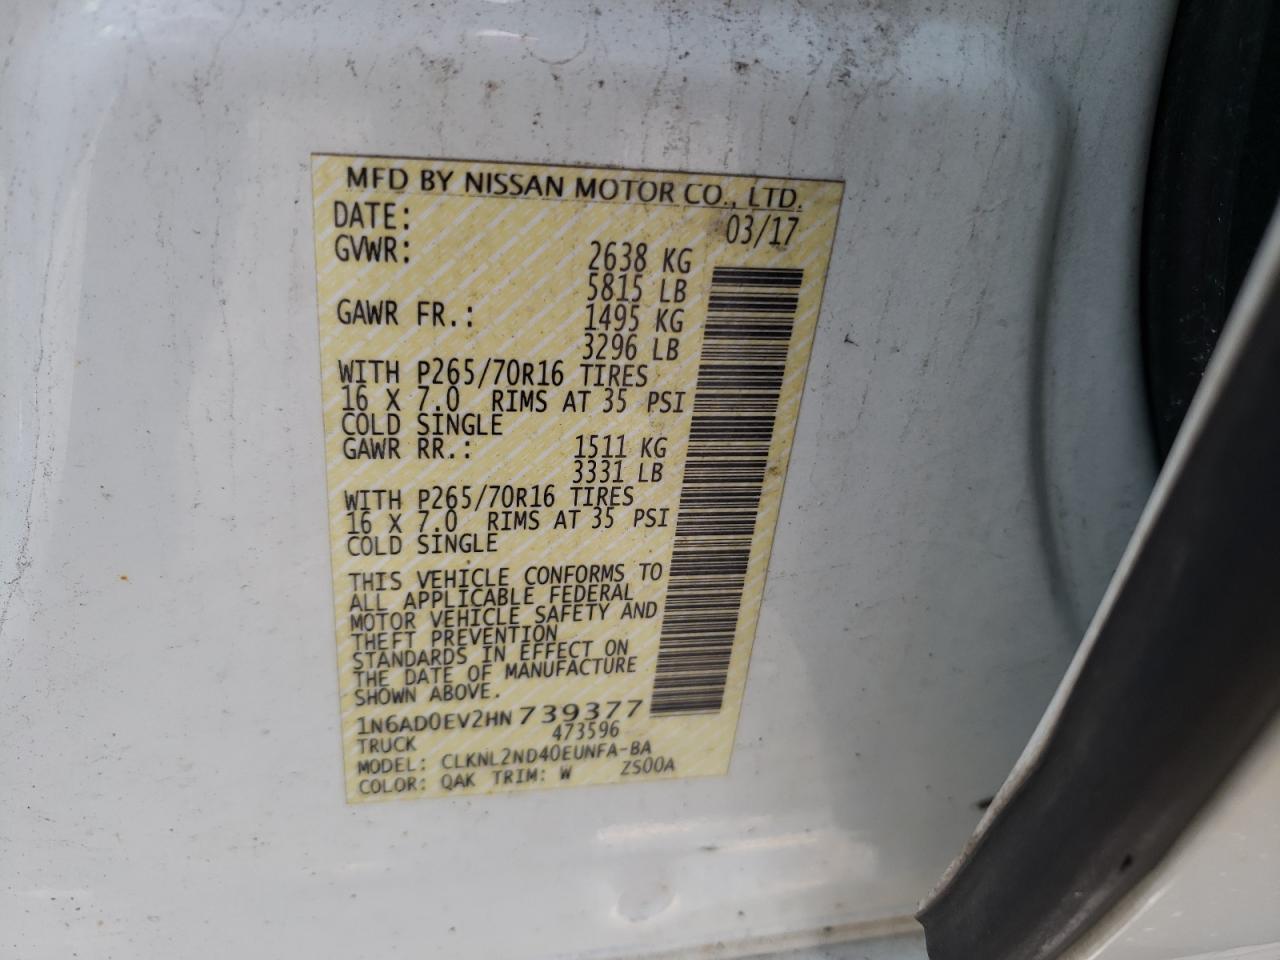 MFD BY NISSAN MOTOR CO., LTD.
DATE: 03/17
GVWR: 2638 KG
5815 LB
GAWR FR.: 1495 KG
3296 LB
WITH P265/70R16 TIRES
16 X 7.0 RIMS AT 35 PSI
COLD SINGLE
GAWR RR.: 1511 KG
3331 LB
WITH P265/70R16 TIRES
16 X 7.0 RIMS AT 35 PSI
COLD SINGLE
THIS VEHICLE CONFORMS TO
ALL APPLICABLE FEDERAL
MOTOR VEHICLE SAFETY AND
THEFT PREVENTION
STANDARDS IN EFFECT ON
THE DATE OF MANUFACTURE
SHOWN ABOVE.
1N6AD0EV2HN739377
TRUCK 473596
MODEL: CLKNL2ND40EUNFA-BA
COLOR: QAK TRIM: W ZS00A